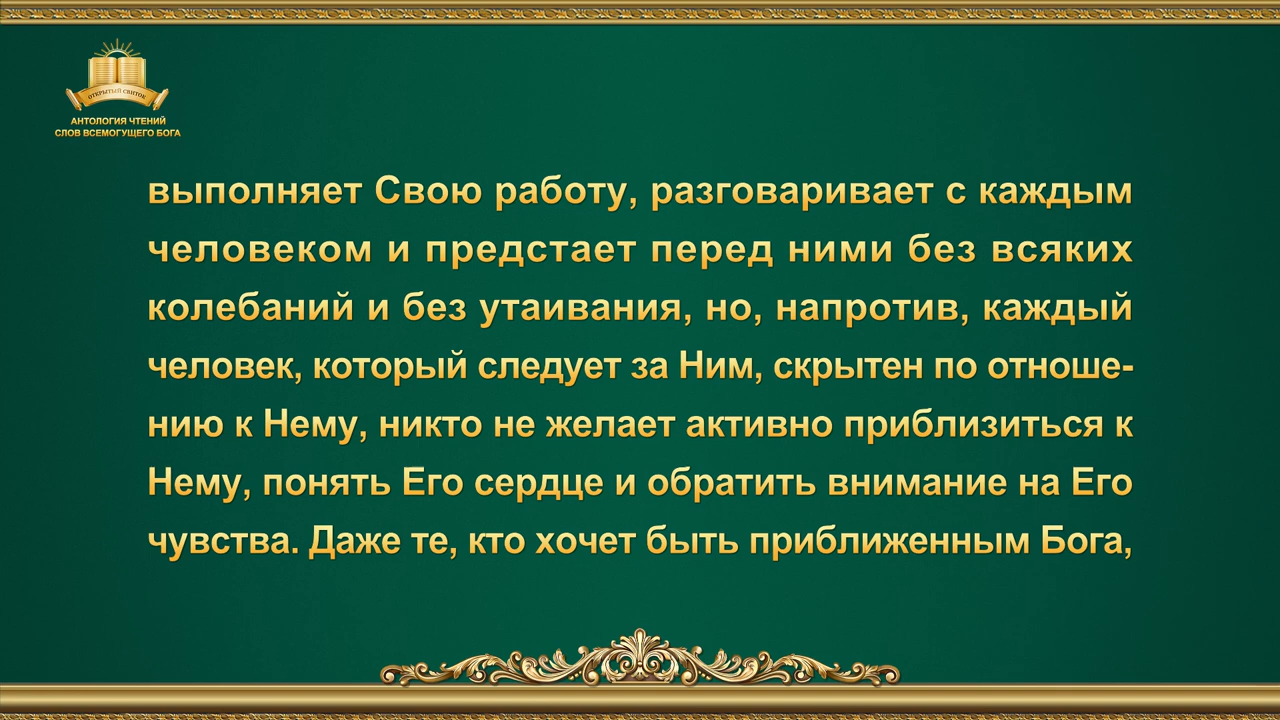 ОТКРЫТЫЙ СВИТОК
АНТОЛОГИЯ ЧТЕНИЙ
СЛОВ ВСЕМОГУЩЕГО БОГА
выполняет Свою работу, разговаривает с каждым
человеком и предстает перед ними без всяких
колебаний и без утаивания, но, напротив, каждый
человек, который следует за Ним, скрытен по отноше-
нию к Нему, никто не желает активно приблизиться к
Нему, понять Его сердце и обратить внимание на Его
чувства. Даже те, кто хочет быть приближенным Бога,